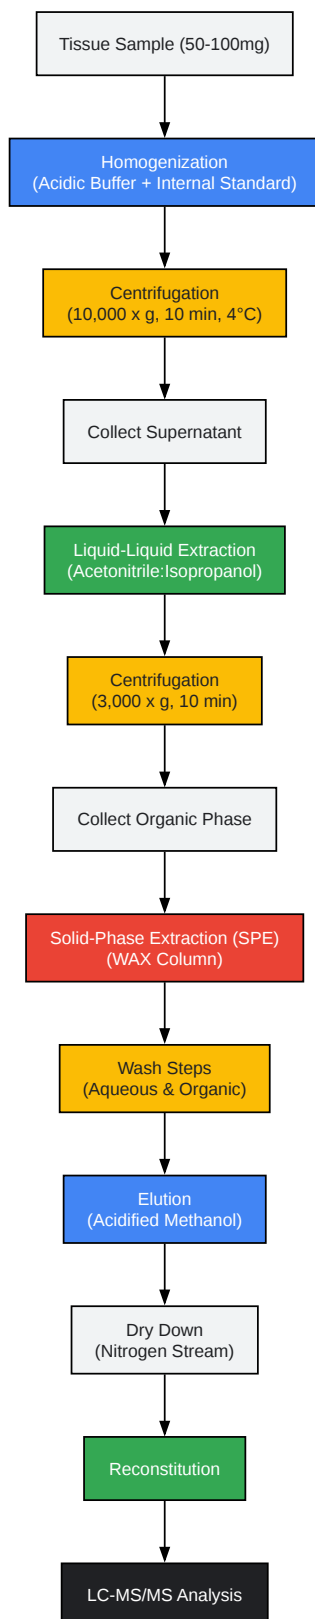 Tissue Sample (50-100mg)
Homogenization
(Acidic Buffer + Internal Standard)
Centrifugation
(10,000 x g, 10 min, 4°C)
Collect Supernatant
Liquid-Liquid Extraction
(Acetonitrile:Isopropanol)
Centrifugation
(3,000 x g, 10 min)
Collect Organic Phase
Solid-Phase Extraction (SPE)
(WAX Column)
Wash Steps
(Aqueous & Organic)
Elution
(Acidified Methanol)
Dry Down
(Nitrogen Stream)
Reconstitution
LC-MS/MS Analysis